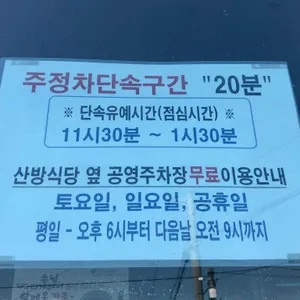 주정차단속구간 "20분"
※ 단속유예시간(점심시간) ※
11시30분 ~ 1시30분
산방식당 옆 공영주차장무료이용안내
토요일, 일요일, 공휴일
평일 - 오후 6시부터 다음날 오전 9시까지